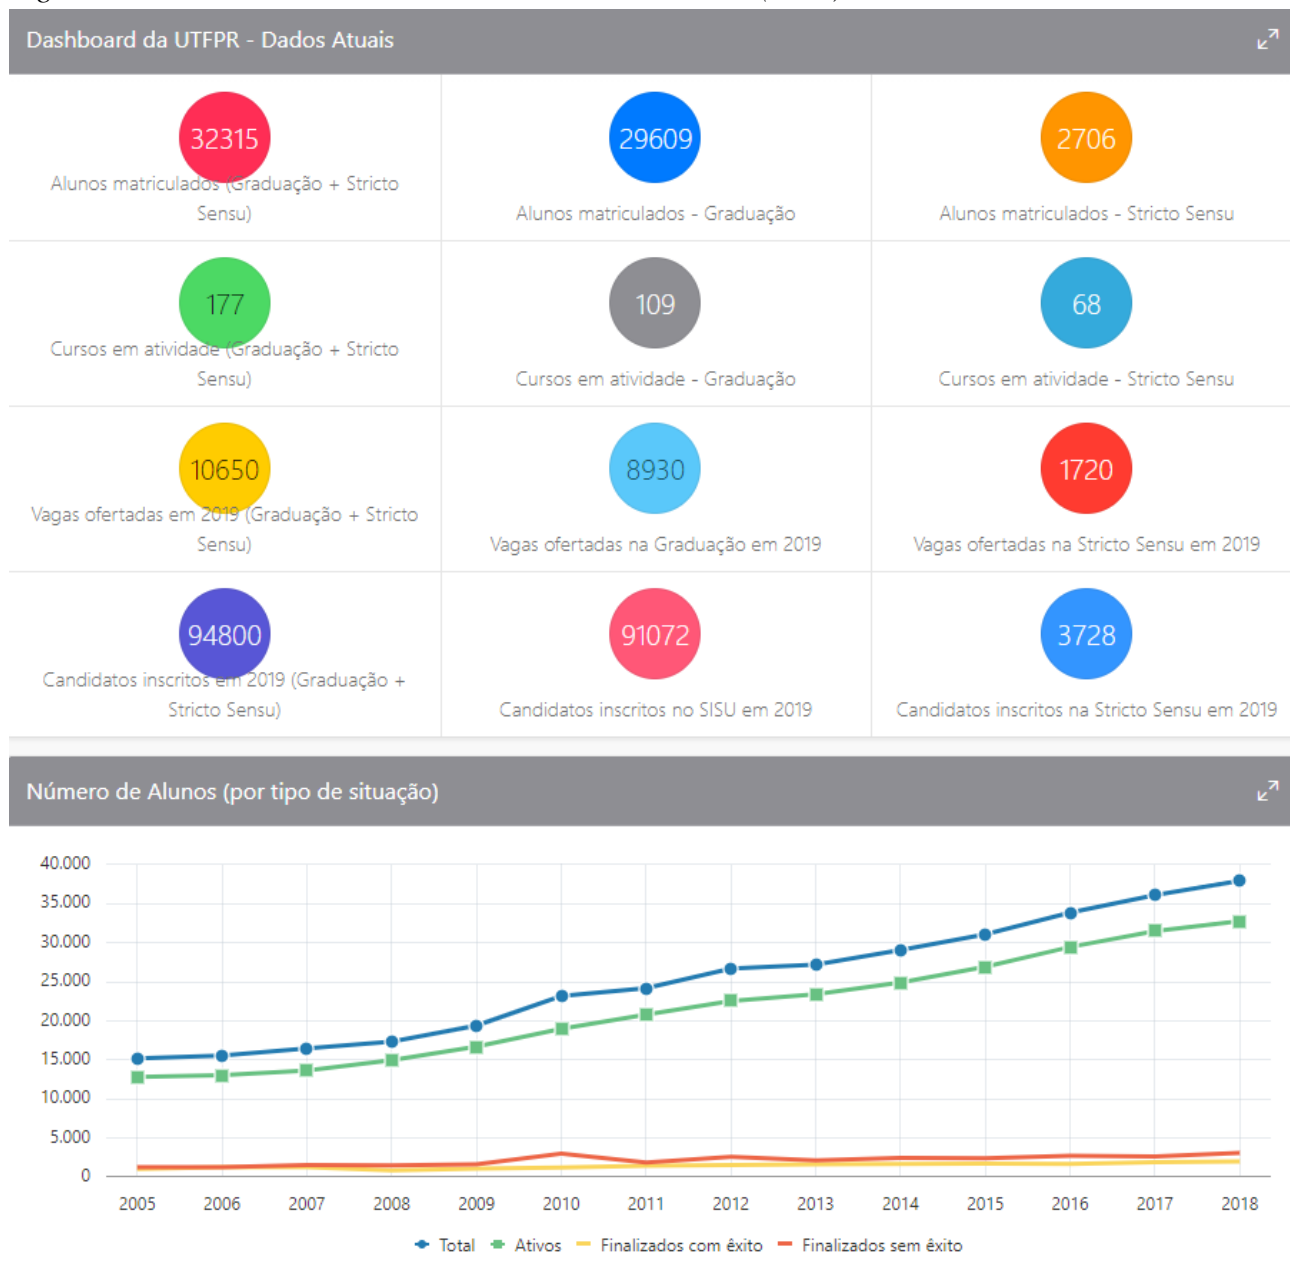 Dashboard da UTFPR - Dados Atuais
32315
Alunos matriculados (Graduação + Stricto
Sensu)
29609
Alunos matriculados - Graduação
2706
Alunos matriculados - Stricto Sensu
177
Cursos em atividade (Graduação + Stricto
Sensu)
109
Cursos em atividade - Graduação
68
Cursos em atividade - Stricto Sensu
10650
Vagas ofertadas em 2019 (Graduação + Stricto
Sensu)
8930
Vagas ofertadas na Graduação em 2019
1720
Vagas ofertadas na Stricto Sensu em 2019
94800
Candidatos inscritos em 2019 (Graduação +
Stricto Sensu)
91072
Candidatos inscritos no SISU em 2019
3728
Candidatos inscritos na Stricto Sensu em 2019
Número de Alunos (por tipo de situação)
40.000
35.000
30.000
25.000
20.000
15.000
10.000
5.000
0
2005 2006 2007 2008 2009 2010 2011 2012 2013 2014 2015 2016 2017 2018
Total Ativos Finalizados com êxito Finalizados sem êxito